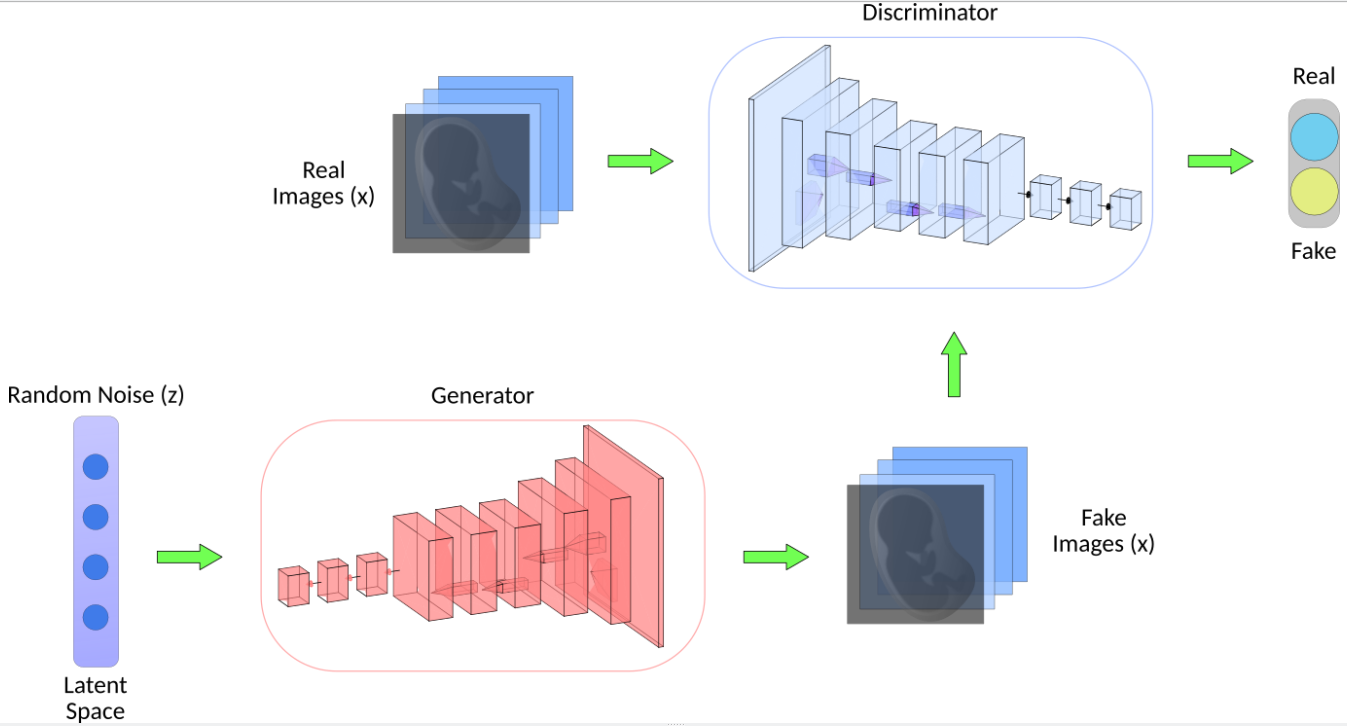 Discriminator
Real
Real
Images (x)
Fake
Random Noise (z)
Generator
Fake
Images (x)
Latent
Space